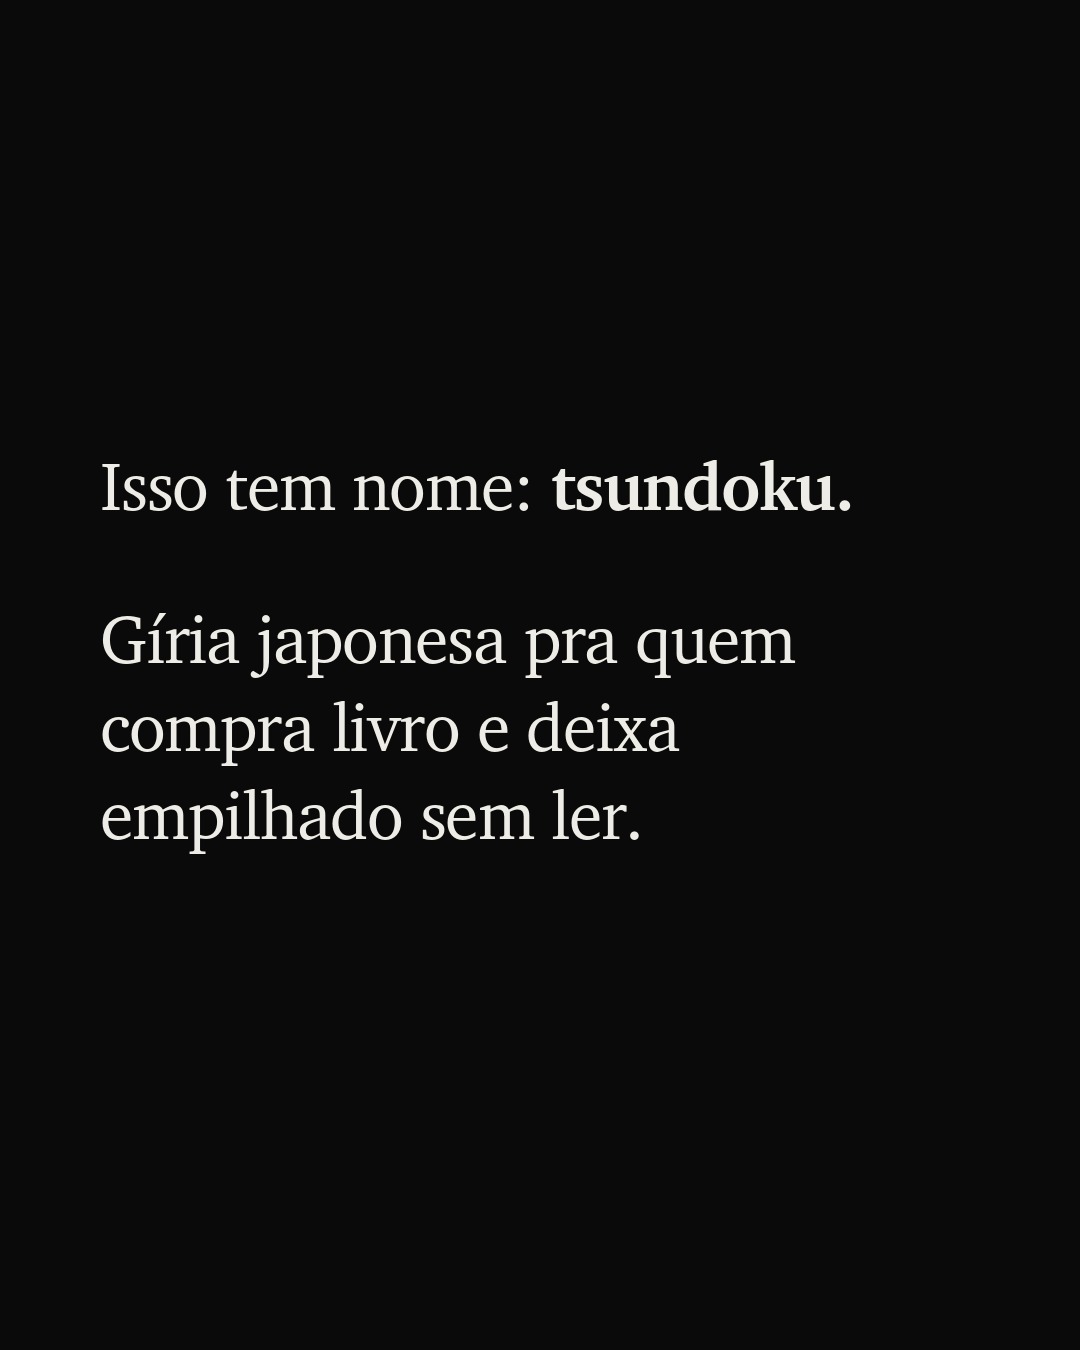 Isso tem nome: tsundoku.
Gíria japonesa pra quem
compra livro e deixa
empilhado sem ler.